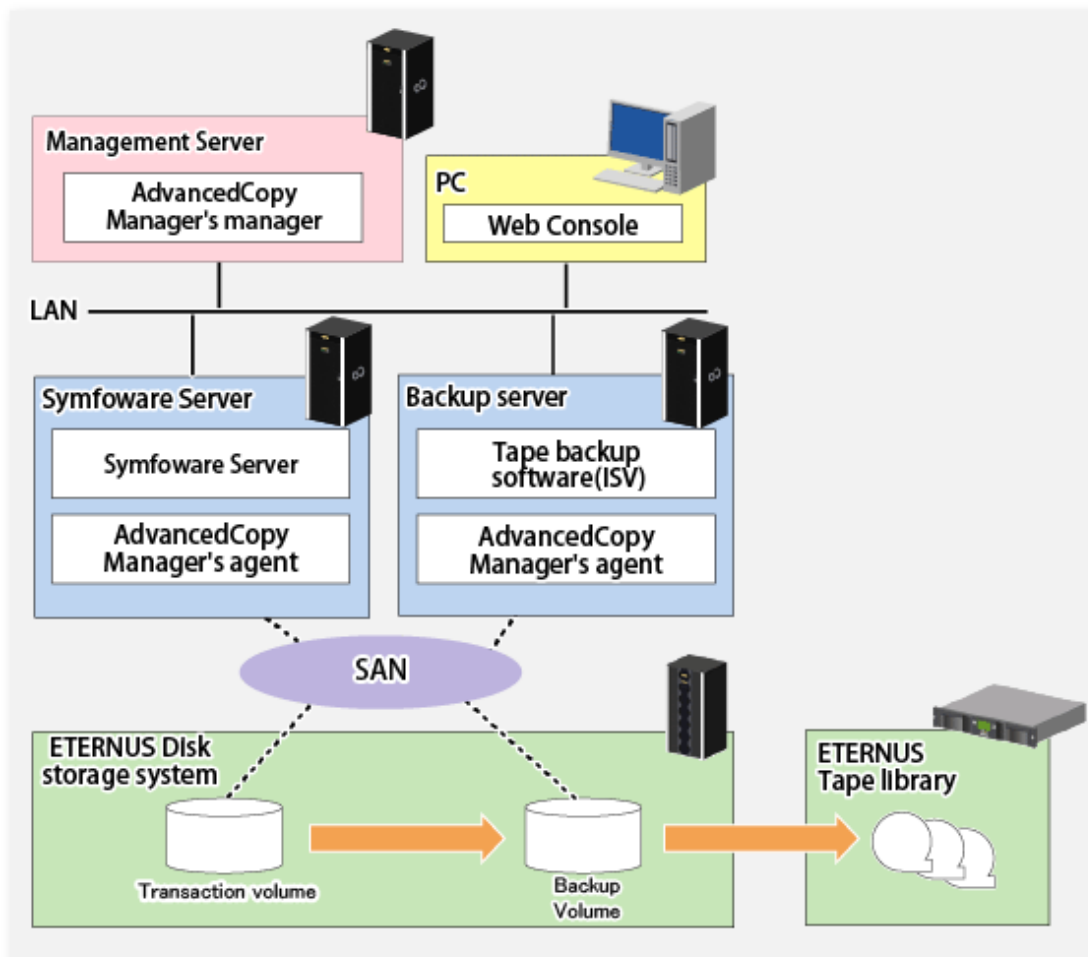 Management Server
AdvancedCopy
Manager's manager
PC
Web Console
LAN
Symfoware Server
Symfoware Server
AdvancedCopy
Manager's agent
Backup server
Tape backup
software(ISV)
AdvancedCopy
Manager's agent
SAN
ETERNUS Disk
storage system
Transaction volume
Backup
Volume
ETERNUS
Tape library